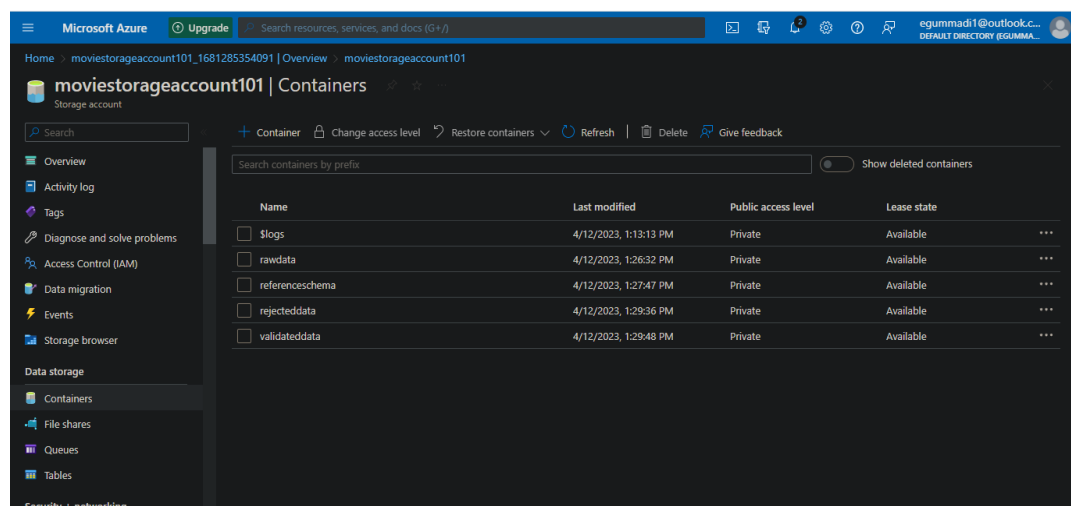 Microsoft Azure
Upgrade
Search resources, services, and docs (G+/)
2
egummadi1@outlook.c...
DEFAULT DIRECTORY (EGUMMA...
Home > moviestorageaccount101_1681285354091 | Overview > moviestorageaccount101
moviestorageaccount101 | Containers
Storage account
Search
Container Change access level Restore containers Refresh Delete Give feedback
Search containers by prefix
Show deleted containers
Overview
Activity log
Tags
Diagnose and solve problems
Access Control (IAM)
Data migration
Events
Storage browser
Data storage
Containers
File shares
Queues
Tables
Security + networking
Name Last modified Public access level Lease state
$logs 4/12/2023, 1:13:13 PM Private Available
rawdata 4/12/2023, 1:26:32 PM Private Available
referenceschema 4/12/2023, 1:27:47 PM Private Available
rejecteddata 4/12/2023, 1:29:36 PM Private Available
validateddata 4/12/2023, 1:29:48 PM Private Available